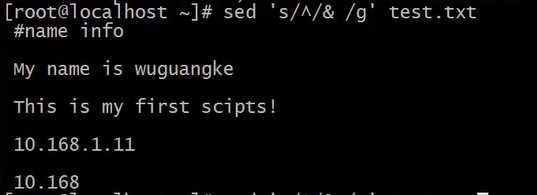 [root@localhost ~]# sed 's/^/& /g' test.txt
#name info
My name is wuguangke
This is my first scipts!
10.168.1.11
10.168